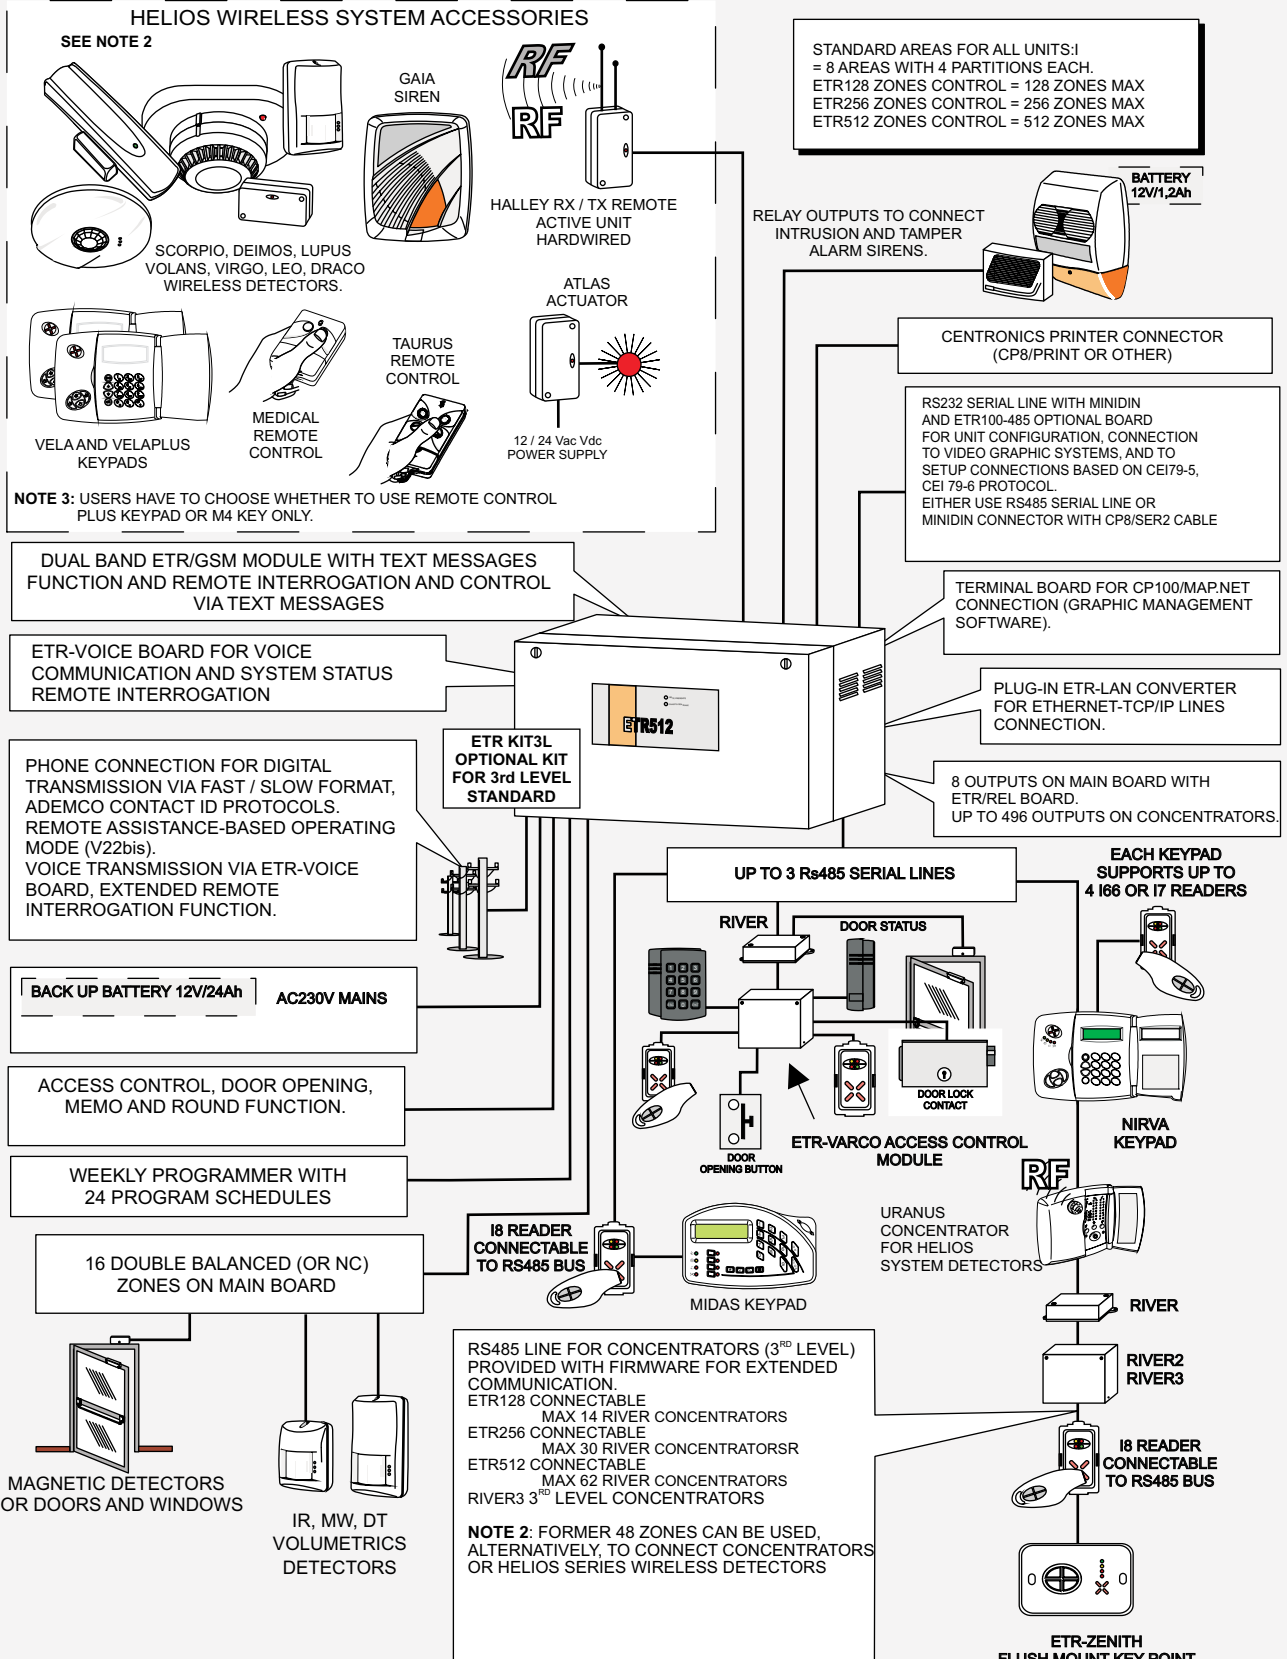 HELIOS WIRELESS SYSTEM ACCESSORIES
SEE NOTE 2
GAIA
SIREN
RF
RF
HALLEY RX / TX REMOTE
ACTIVE UNIT
HARDWIRED
SCORPIO, DEIMOS, LUPUS
VOLANS, VIRGO, LEO, DRACO
WIRELESS DETECTORS.
ATLAS
ACTUATOR
TAURUS
REMOTE
CONTROL
MEDICAL
REMOTE
CONTROL
VELA AND VELAPLUS
KEYPADS
12 / 24 Vac Vdc
POWER SUPPLY
NOTE 3: USERS HAVE TO CHOOSE WHETHER TO USE REMOTE CONTROL
PLUS KEYPAD OR M4 KEY ONLY.
STANDARD AREAS FOR ALL UNITS:I
= 8 AREAS WITH 4 PARTITIONS EACH.
ETR128 ZONES CONTROL = 128 ZONES MAX
ETR256 ZONES CONTROL = 256 ZONES MAX
ETR512 ZONES CONTROL = 512 ZONES MAX
BATTERY
12V/1,2Ah
RELAY OUTPUTS TO CONNECT
INTRUSION AND TAMPER
ALARM SIRENS.
CENTRONICS PRINTER CONNECTOR
(CP8/PRINT OR OTHER)
RS232 SERIAL LINE WITH MINIDIN
AND ETR100-485 OPTIONAL BOARD
FOR UNIT CONFIGURATION, CONNECTION
TO VIDEO GRAPHIC SYSTEMS, AND TO
SETUP CONNECTIONS BASED ON CEI79-5,
CEI 79-6 PROTOCOL.
EITHER USE RS485 SERIAL LINE OR
MINIDIN CONNECTOR WITH CP8/SER2 CABLE
DUAL BAND ETR/GSM MODULE WITH TEXT MESSAGES
FUNCTION AND REMOTE INTERROGATION AND CONTROL
VIA TEXT MESSAGES
TERMINAL BOARD FOR CP100/MAP.NET
CONNECTION (GRAPHIC MANAGEMENT
SOFTWARE).
ETR-VOICE BOARD FOR VOICE
COMMUNICATION AND SYSTEM STATUS
REMOTE INTERROGATION
PLUG-IN ETR-LAN CONVERTER
FOR ETHERNET-TCP/IP LINES
CONNECTION.
ETR512
ETR KIT3L
OPTIONAL KIT
FOR 3rd LEVEL
STANDARD
PHONE CONNECTION FOR DIGITAL
TRANSMISSION VIA FAST / SLOW FORMAT,
ADEMCO CONTACT ID PROTOCOLS.
REMOTE ASSISTANCE-BASED OPERATING
MODE (V22bis).
VOICE TRANSMISSION VIA ETR-VOICE
BOARD, EXTENDED REMOTE
INTERROGATION FUNCTION.
8 OUTPUTS ON MAIN BOARD WITH
ETR/REL BOARD.
UP TO 496 OUTPUTS ON CONCENTRATORS.
UP TO 3 Rs485 SERIAL LINES
EACH KEYPAD
SUPPORTS UP TO
4 I66 OR I7 READERS
RIVER
DOOR STATUS
BACK UP BATTERY 12V/24Ah
AC230V MAINS
ACCESS CONTROL, DOOR OPENING,
MEMO AND ROUND FUNCTION.
DOOR LOCK
CONTACT
NIRVA
KEYPAD
ETR-VARCO ACCESS CONTROL
MODULE
DOOR
OPENING BUTTON
WEEKLY PROGRAMMER WITH
24 PROGRAM SCHEDULES
RF
URANUS
CONCENTRATOR
FOR HELIOS
SYSTEM DETECTORS
I8 READER
CONNECTABLE
TO RS485 BUS
MIDAS KEYPAD
16 DOUBLE BALANCED (OR NC)
ZONES ON MAIN BOARD
RIVER
RIVER2
RIVER3
RS485 LINE FOR CONCENTRATORS (3RD LEVEL)
PROVIDED WITH FIRMWARE FOR EXTENDED
COMMUNICATION.
ETR128 CONNECTABLE
MAX 14 RIVER CONCENTRATORS
ETR256 CONNECTABLE
MAX 30 RIVER CONCENTRATORSR
ETR512 CONNECTABLE
MAX 62 RIVER CONCENTRATORS
RIVER3 3RD LEVEL CONCENTRATORS
NOTE 2: FORMER 48 ZONES CAN BE USED,
ALTERNATIVELY, TO CONNECT CONCENTRATORS
OR HELIOS SERIES WIRELESS DETECTORS
I8 READER
CONNECTABLE
TO RS485 BUS
MAGNETIC DETECTORS
OR DOORS AND WINDOWS
IR, MW, DT
VOLUMETRICS
DETECTORS
ETR-ZENITH
FLUSH MOUNT KEY POINT